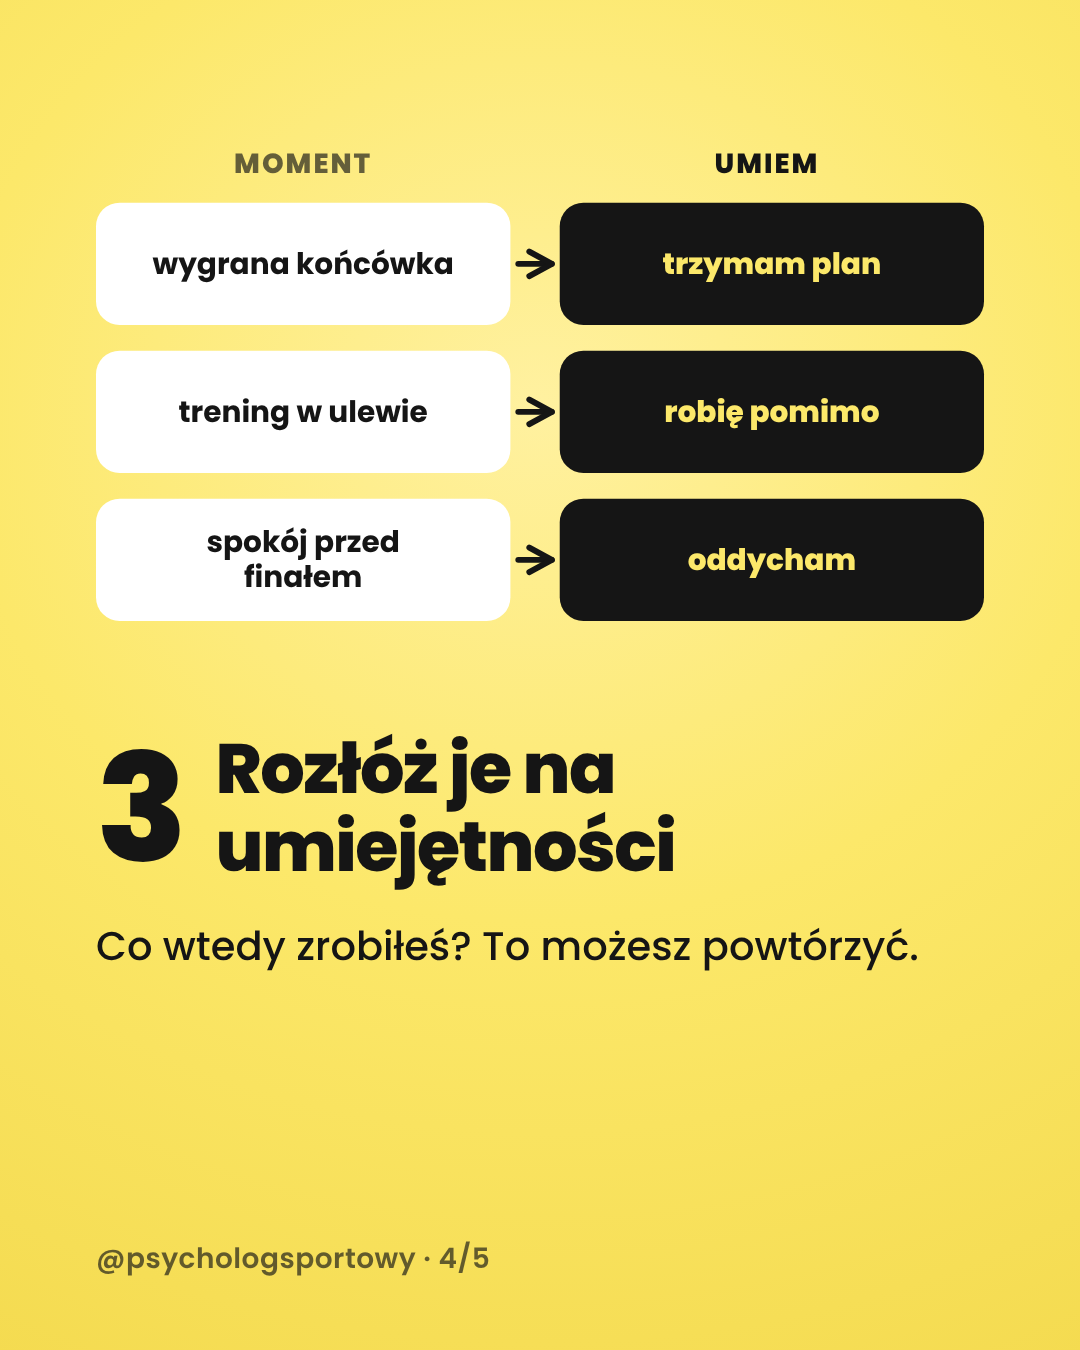 MOMENT UMIEM
wygrana końcówka → trzymam plan
trening w ulewie → robię pomimo
spokój przed
finałem → oddycham
3 Rozłóż je na
umiejętności
Co wtedy zrobiłeś? To możesz powtórzyć.
@psychologsportowy · 4/5